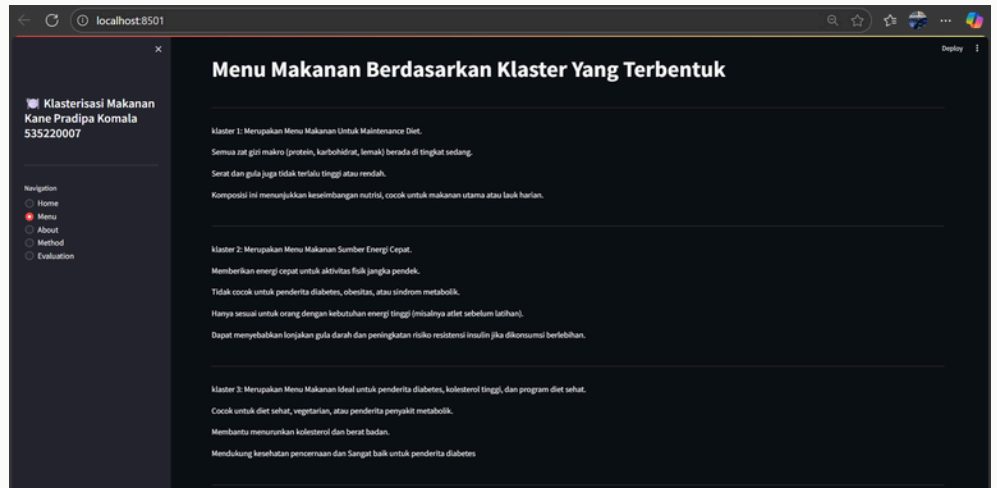 localhost:8501
Deploy
Klasterisasi Makanan
Kane Pradipa Komala
535220007
Navigation
Home
Menu
About
Method
Evaluation
Menu Makanan Berdasarkan Klaster Yang Terbentuk
klaster 1: Merupakan Menu Makanan Untuk Maintenance Diet.
Semua zat gizi makro (protein, karbohidrat, lemak) berada di tingkat sedang.
Serat dan gula juga tidak terlalu tinggi atau rendah.
Komposisi ini menunjukkan keseimbangan nutrisi, cocok untuk makanan utama atau lauk harian.
klaster 2: Merupakan Menu Makanan Sumber Energi Cepat.
Memberikan energi cepat untuk aktivitas fisik jangka pendek.
Tidak cocok untuk penderita diabetes, obesitas, atau sindrom metabolik.
Hanya sesuai untuk orang dengan kebutuhan energi tinggi (misalnya atlet sebelum latihan).
Dapat menyebabkan lonjakan gula darah dan peningkatan risiko resistensi insulin jika dikonsumsi berlebihan.
klaster 3: Merupakan Menu Makanan Ideal untuk penderita diabetes, kolesterol tinggi, dan program diet sehat.
Cocok untuk diet sehat, vegetarian, atau penderita penyakit metabolik.
Membantu menurunkan kolesterol dan berat badan.
Mendukung kesehatan pencernaan dan Sangat baik untuk penderita diabetes